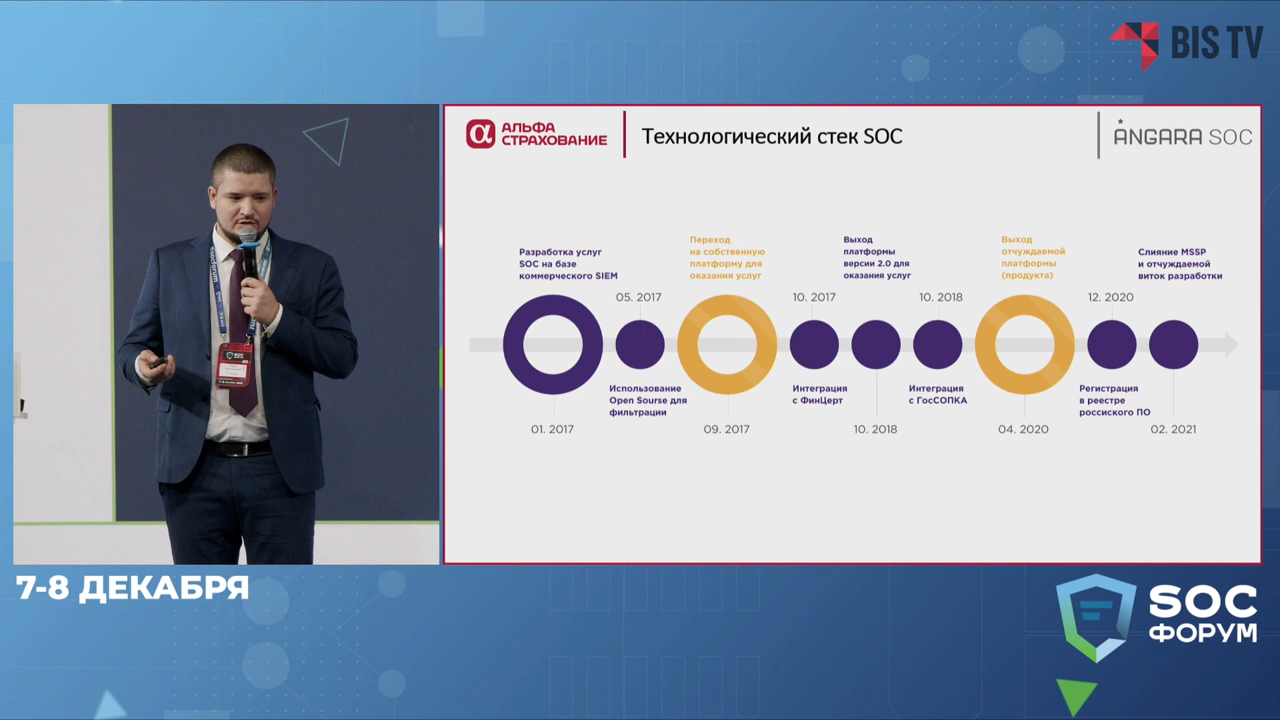 BIS TV
АЛЬФА
СТРАХОВАНИЕ
Технологический стек SOC
ANGARA SOC
Разработка услуг
SOC на базе
коммерческого SIEM
Переход
на собственную
платформу для
оказания услуг
Выход
платформы
версии 2.0 для
оказания услуг
Выход
отчуждаемой
платформы
(продукта)
Слияние MSSP
и отчуждаемой
виток разработки
05. 2017
10. 2017
10. 2018
12. 2020
Использование
Open Sourse для
фильтрации
Интеграция
с ФинЦерт
Интеграция
с ГосСОПКА
Регистрация
в реестре
россиского ПО
01. 2017
09. 2017
10. 2018
04. 2020
02. 2021
SOC
7-8 ДЕКАБРЯ
SOC
ФОРУМ